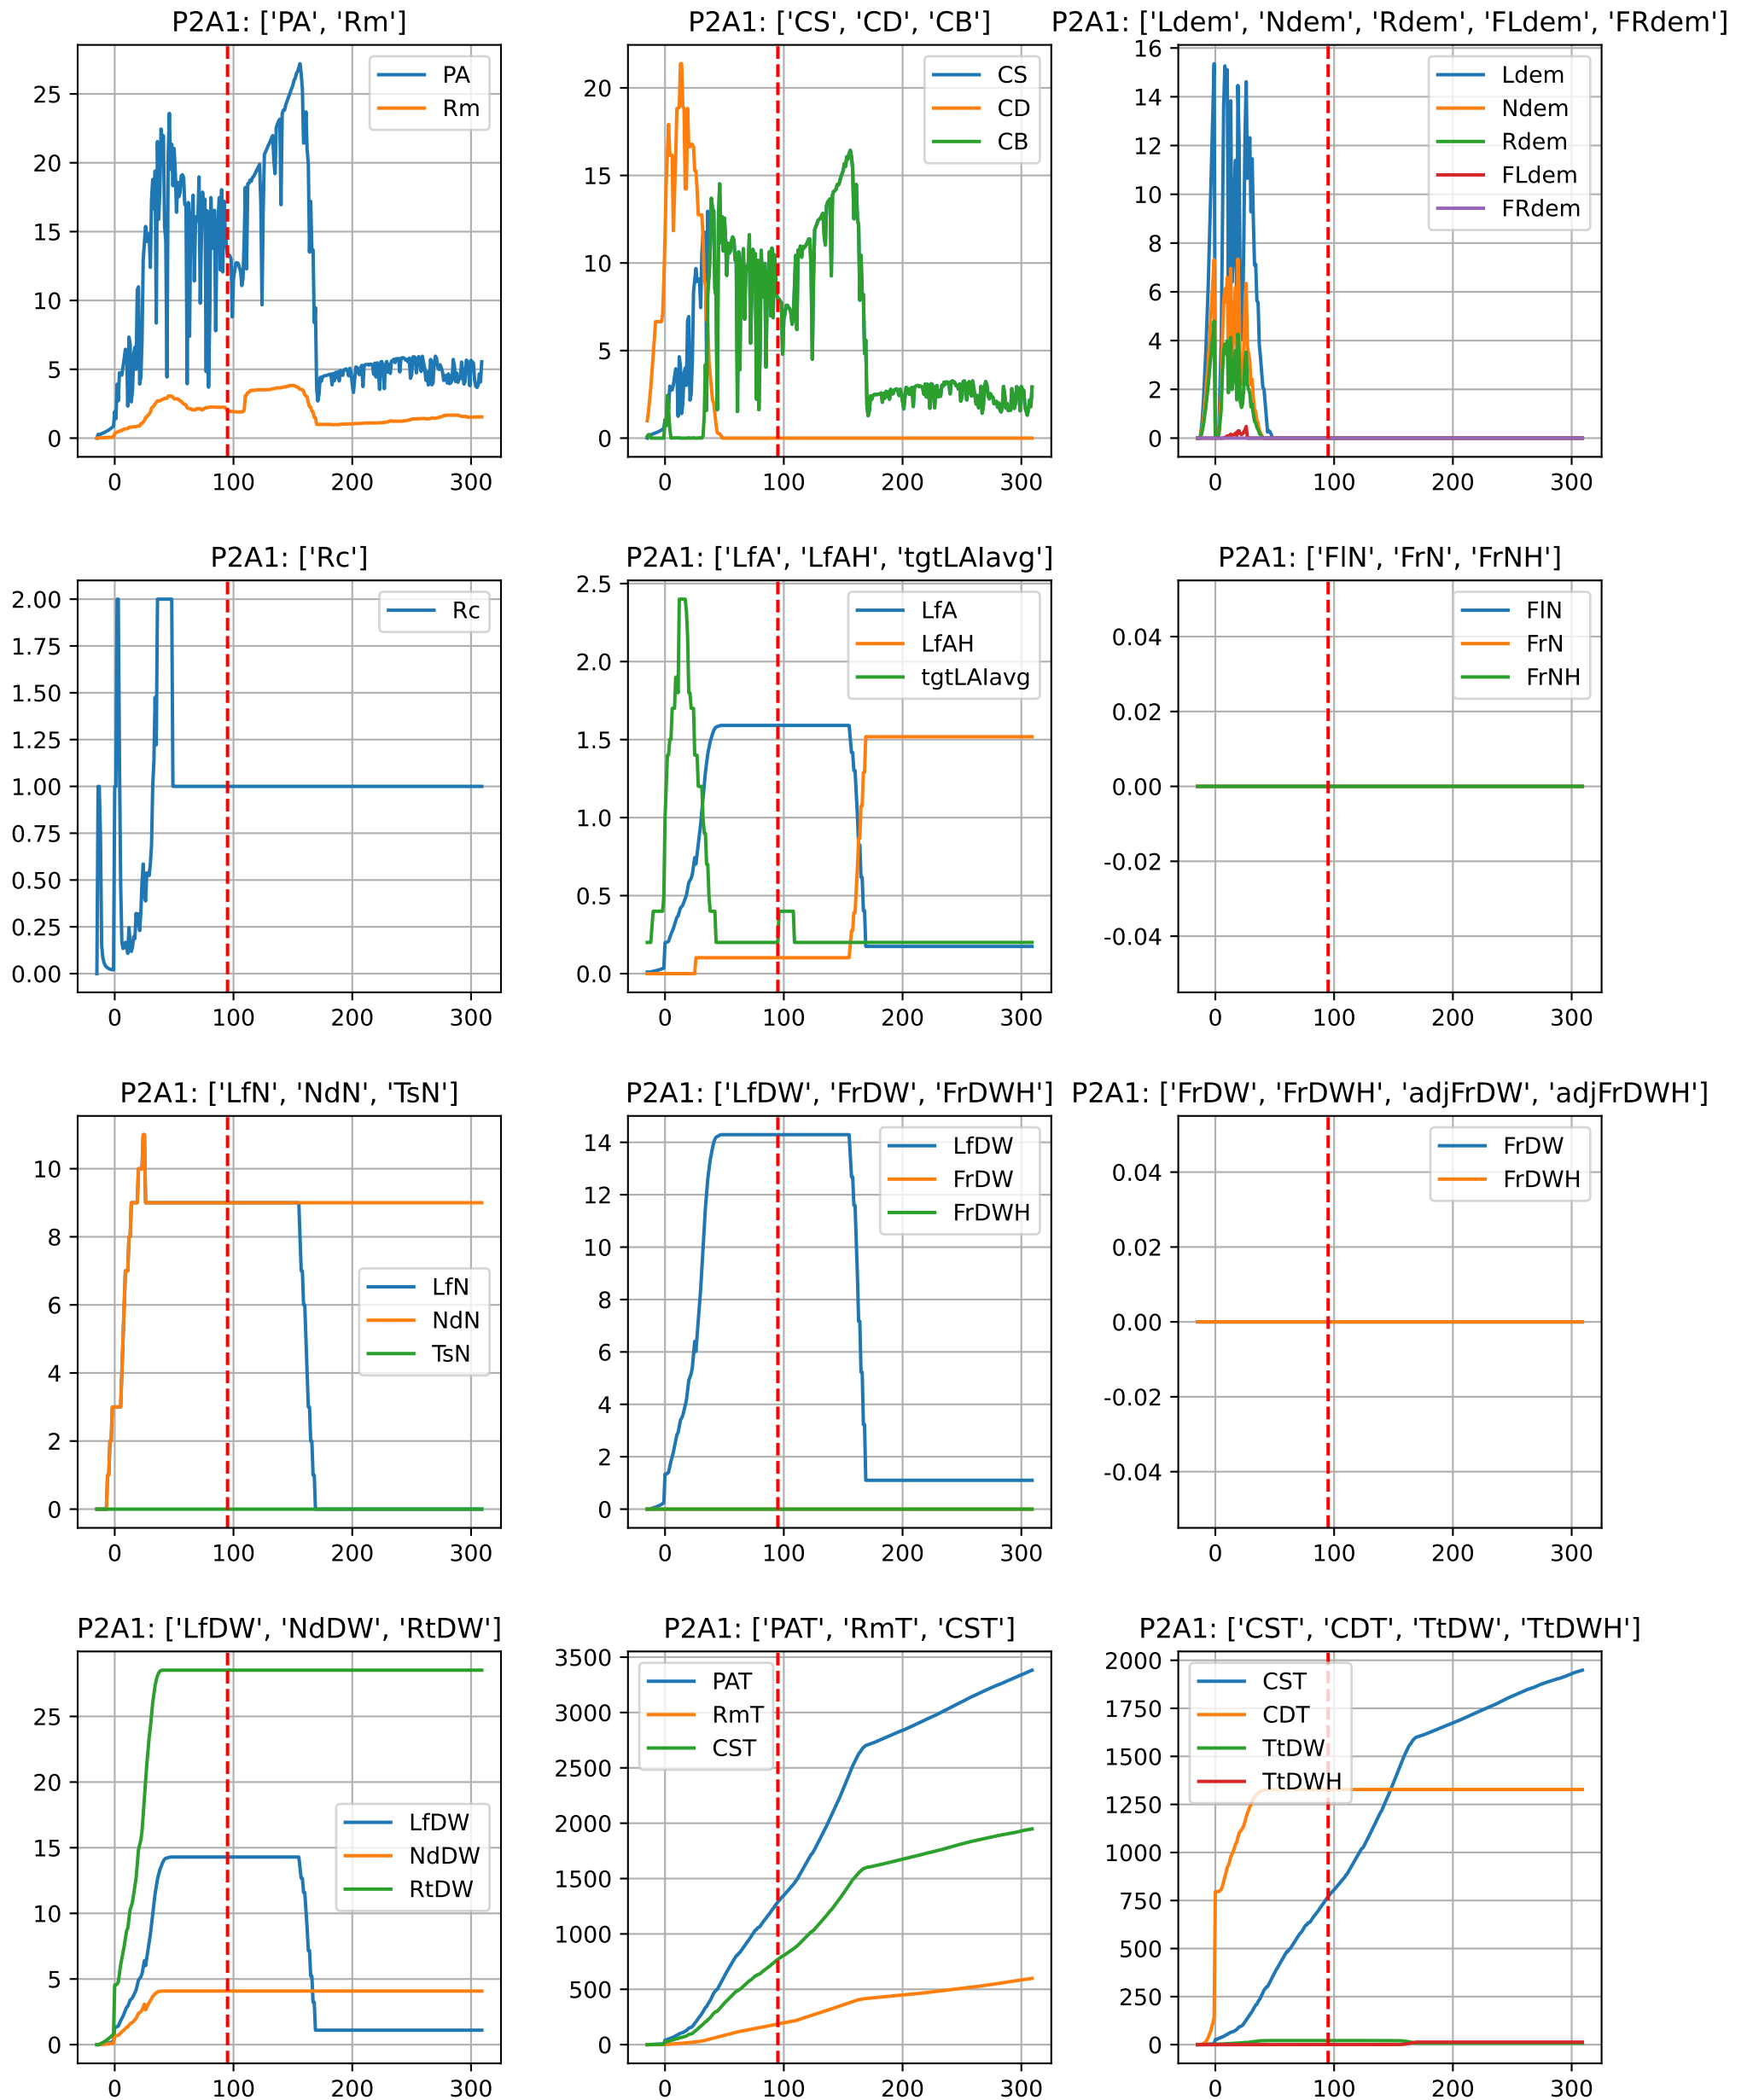 P2A1: ['PA', 'Rm']
PA
Rm
25
20
15
10
5
0
0 100 200 300
P2A1: ['CS', 'CD', 'CB']
CS
CD
CB
20
15
10
5
0
0 100 200 300
P2A1: ['Ldem', 'Ndem', 'Rdem', 'FLdem', 'FRdem']
Ldem
Ndem
Rdem
FLdem
FRdem
16
14
12
10
8
6
4
2
0
0 100 200 300
P2A1: ['Rc']
Rc
2.00
1.75
1.50
1.25
1.00
0.75
0.50
0.25
0.00
0 100 200 300
P2A1: ['LfA', 'LfAH', 'tgtLAIavg']
LfA
LfAH
tgtLAIavg
2.5
2.0
1.5
1.0
0.5
0.0
0 100 200 300
P2A1: ['FlN', 'FrN', 'FrNH']
FlN
FrN
FrNH
0.04
0.02
0.00
-0.02
-0.04
0 100 200 300
P2A1: ['LfN', 'NdN', 'TsN']
LfN
NdN
TsN
10
8
6
4
2
0
0 100 200 300
P2A1: ['LfDW', 'FrDW', 'FrDWH']
LfDW
FrDW
FrDWH
14
12
10
8
6
4
2
0
0 100 200 300
P2A1: ['FrDW', 'FrDWH', 'adjFrDW', 'adjFrDWH']
FrDW
FrDWH
0.04
0.02
0.00
-0.02
-0.04
0 100 200 300
P2A1: ['LfDW', 'NdDW', 'RtDW']
LfDW
NdDW
RtDW
25
20
15
10
5
0
0 100 200 300
P2A1: ['PAT', 'RmT', 'CST']
PAT
RmT
CST
3500
3000
2500
2000
1500
1000
500
0
0 100 200 300
P2A1: ['CST', 'CDT', 'TtDW', 'TtDWH']
CST
CDT
TtDW
TtDWH
2000
1750
1500
1250
1000
750
500
250
0
0 100 200 300